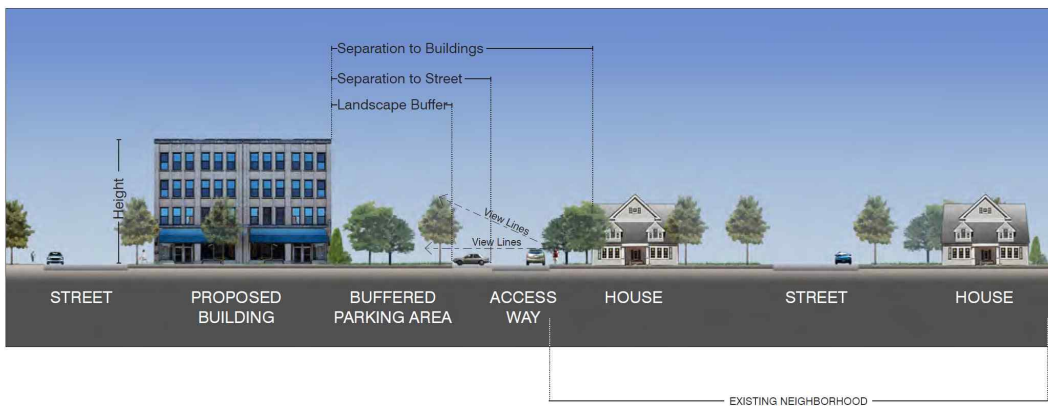 Separation to Buildings
Separation to Street
Landscape Buffer
Height
View Lines
View Lines
STREET
PROPOSED
BUILDING
BUFFERED
PARKING AREA
ACCESS
WAY
HOUSE
STREET
HOUSE
EXISTING NEIGHBORHOOD